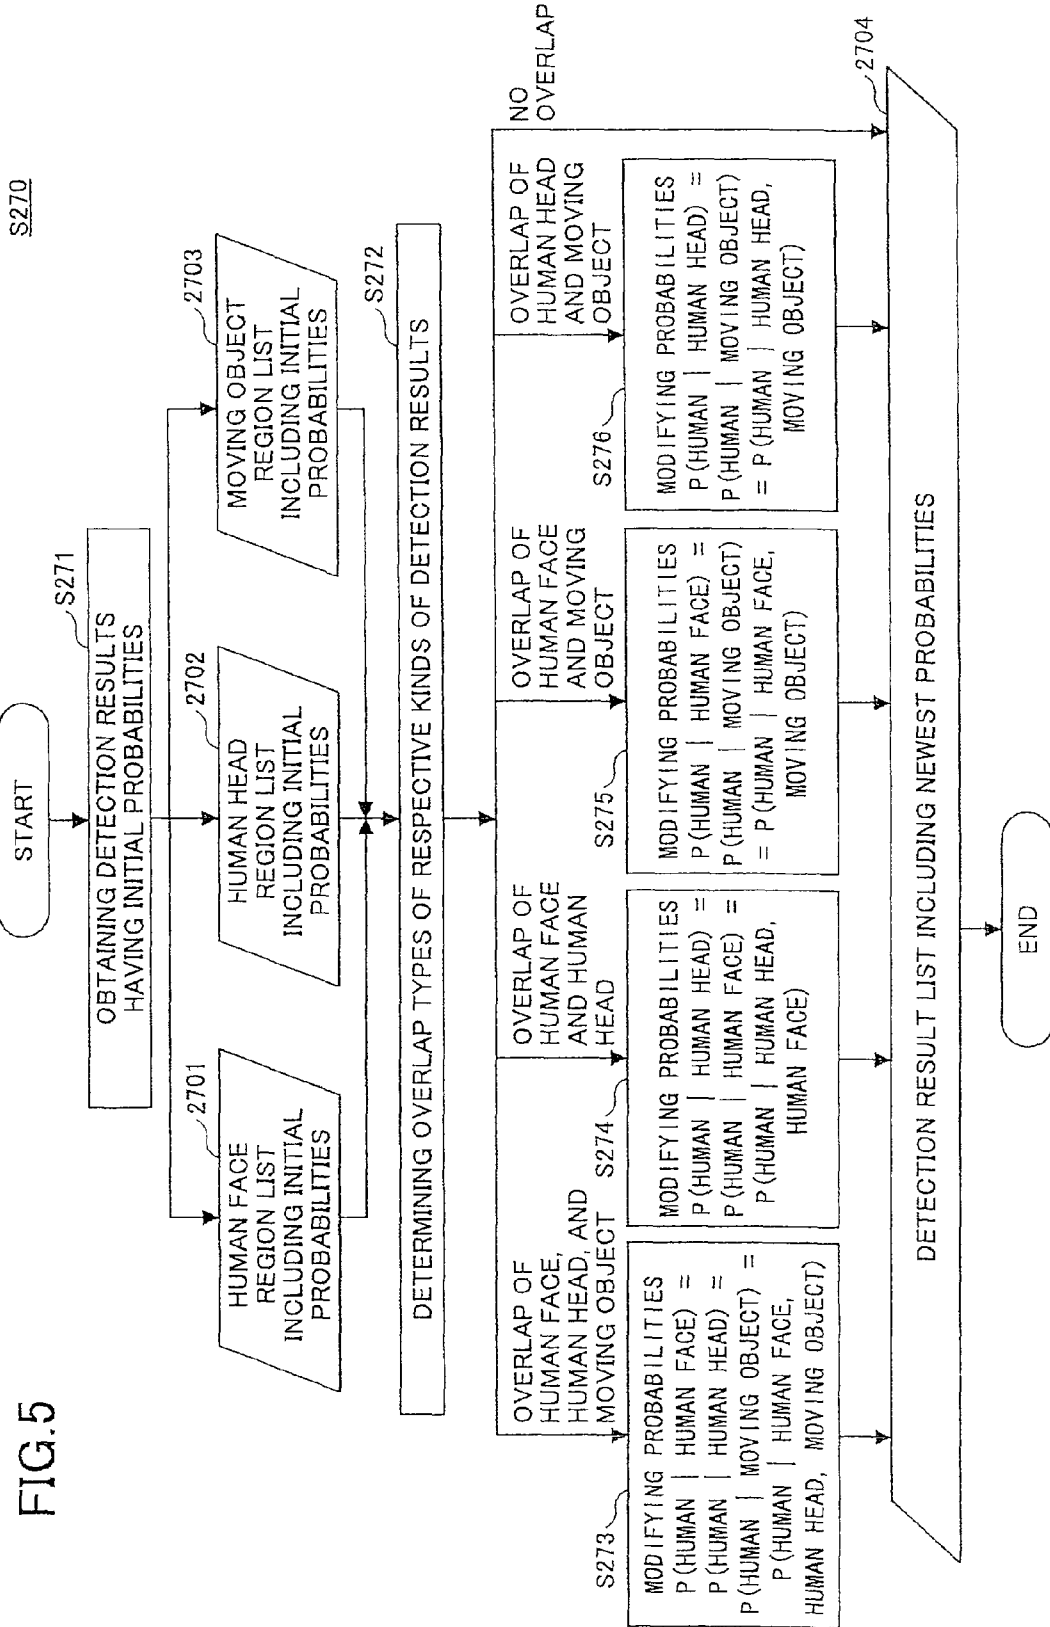 FIG.5
S270
START
S271
OBTAINING DETECTION RESULTS
HAVING INITIAL PROBABILITIES
2701
HUMAN FACE
REGION LIST
INCLUDING INITIAL
PROBABILITIES
2702
HUMAN HEAD
REGION LIST
INCLUDING INITIAL
PROBABILITIES
2703
MOVING OBJECT
REGION LIST
INCLUDING INITIAL
PROBABILITIES
S272
DETERMINING OVERLAP TYPES OF RESPECTIVE KINDS OF DETECTION RESULTS
OVERLAP OF
HUMAN FACE,
HUMAN HEAD, AND
MOVING OBJECT
OVERLAP OF
HUMAN FACE
AND HUMAN
HEAD
OVERLAP OF
HUMAN FACE
AND MOVING
OBJECT
OVERLAP OF
HUMAN HEAD
AND MOVING
OBJECT
NO
OVERLAP
S273
MODIFYING PROBABILITIES
P(HUMAN | HUMAN FACE) =
P(HUMAN | HUMAN HEAD) =
P(HUMAN | MOVING OBJECT) =
P(HUMAN | HUMAN FACE,
HUMAN HEAD, MOVING OBJECT)
S274
MODIFYING PROBABILITIES
P(HUMAN | HUMAN HEAD) =
P(HUMAN | HUMAN FACE) =
P(HUMAN | HUMAN HEAD,
HUMAN FACE)
S275
MODIFYING PROBABILITIES
P(HUMAN | HUMAN FACE) =
P(HUMAN | MOVING OBJECT)
= P(HUMAN | HUMAN FACE,
MOVING OBJECT)
S276
MODIFYING PROBABILITIES
P(HUMAN | HUMAN HEAD) =
P(HUMAN | MOVING OBJECT)
= P(HUMAN | HUMAN HEAD,
MOVING OBJECT)
2704
DETECTION RESULT LIST INCLUDING NEWEST PROBABILITIES
END